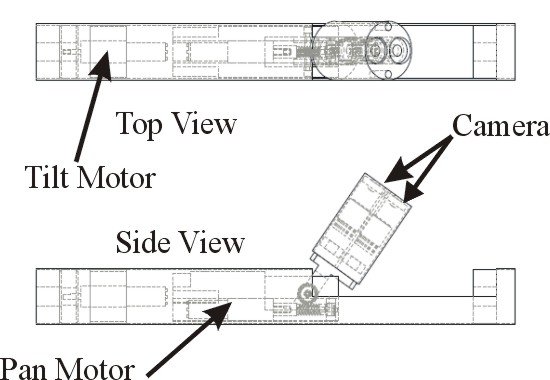 Top View
Camera
Tilt Motor
Side View
Pan Motor